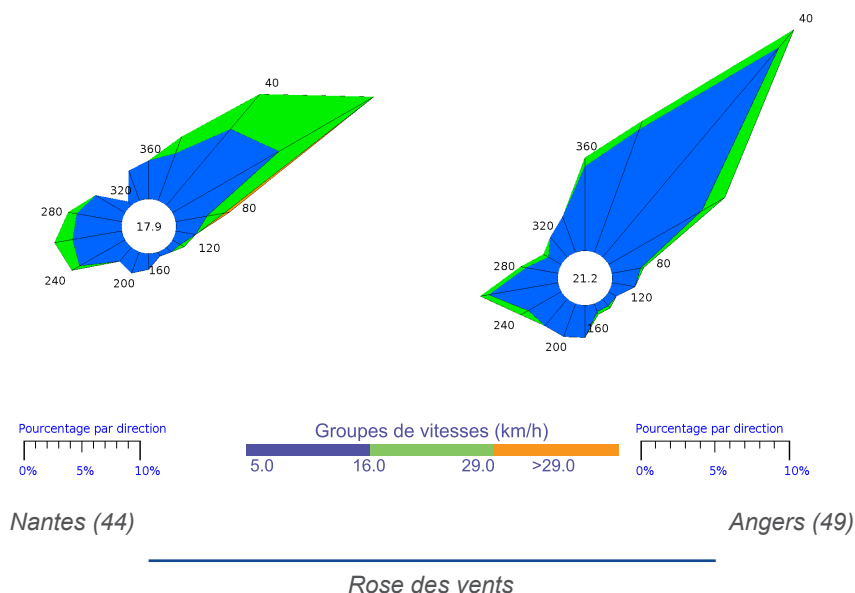 40
360
320
280
240
200
160
120
80
17.9
40
360
320
280
240
200
160
120
80
21.2
Pourcentage par direction
0% 5% 10%
Groupes de vitesses (km/h)
5.0 16.0 29.0 >29.0
Pourcentage par direction
0% 5% 10%
Nantes (44)
Angers (49)
Rose des vents